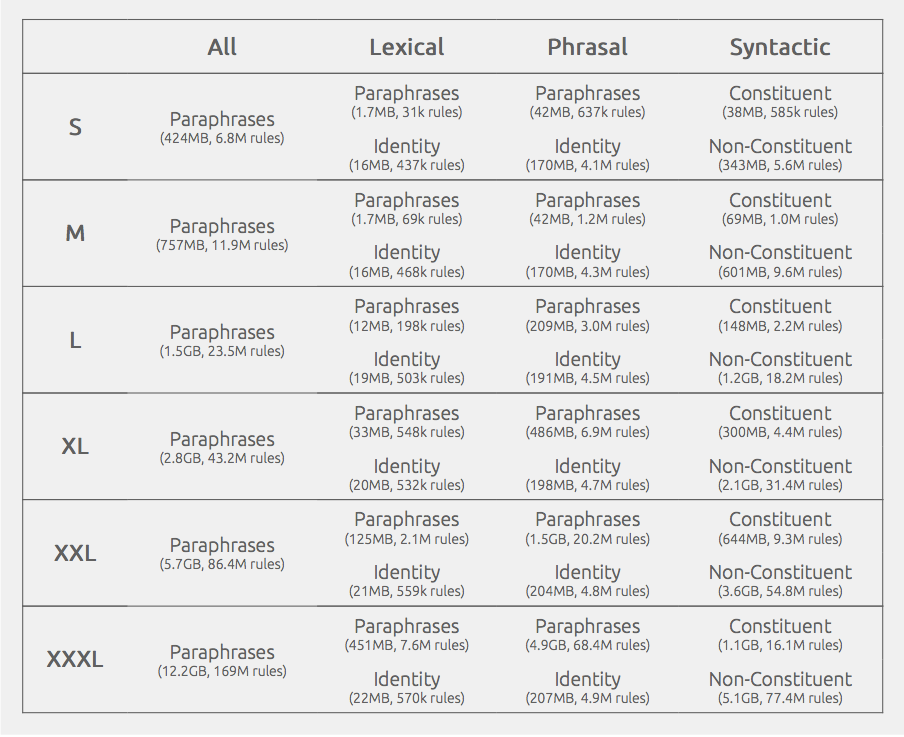 All Lexical Phrasal Syntactic
S
Paraphrases
(424MB, 6.8M rules)
Paraphrases
(1.7MB, 31k rules)
Identity
(16MB, 437k rules)
Paraphrases
(42MB, 637k rules)
Identity
(170MB, 4.1M rules)
Constituent
(38MB, 585k rules)
Non-Constituent
(343MB, 5.6M rules)
M
Paraphrases
(757MB, 11.9M rules)
Paraphrases
(1.7MB, 69k rules)
Identity
(16MB, 468k rules)
Paraphrases
(42MB, 1.2M rules)
Identity
(170MB, 4.3M rules)
Constituent
(69MB, 1.0M rules)
Non-Constituent
(601MB, 9.6M rules)
L
Paraphrases
(1.5GB, 23.5M rules)
Paraphrases
(12MB, 198k rules)
Identity
(19MB, 503k rules)
Paraphrases
(209MB, 3.0M rules)
Identity
(191MB, 4.5M rules)
Constituent
(148MB, 2.2M rules)
Non-Constituent
(1.2GB, 18.2M rules)
XL
Paraphrases
(2.8GB, 43.2M rules)
Paraphrases
(33MB, 548k rules)
Identity
(20MB, 532k rules)
Paraphrases
(486MB, 6.9M rules)
Identity
(198MB, 4.7M rules)
Constituent
(300MB, 4.4M rules)
Non-Constituent
(2.1GB, 31.4M rules)
XXL
Paraphrases
(5.7GB, 86.4M rules)
Paraphrases
(125MB, 2.1M rules)
Identity
(21MB, 559k rules)
Paraphrases
(1.5GB, 20.2M rules)
Identity
(204MB, 4.8M rules)
Constituent
(644MB, 9.3M rules)
Non-Constituent
(3.6GB, 54.8M rules)
XXXL
Paraphrases
(12.2GB, 169M rules)
Paraphrases
(451MB, 7.6M rules)
Identity
(22MB, 570k rules)
Paraphrases
(4.9GB, 68.4M rules)
Identity
(207MB, 4.9M rules)
Constituent
(1.1GB, 16.1M rules)
Non-Constituent
(5.1GB, 77.4M rules)